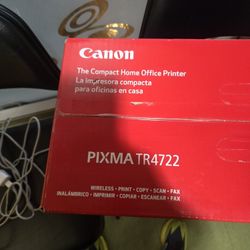 Canon
The Compact Home Office Printer
La impresora compacta
para oficinas en casa
PIXMA TR4722
WIRELESS • PRINT • COPY • SCAN • FAX
INALÁMBRICO • IMPRIMIR • COPIAR • ESCANEAR • FAX